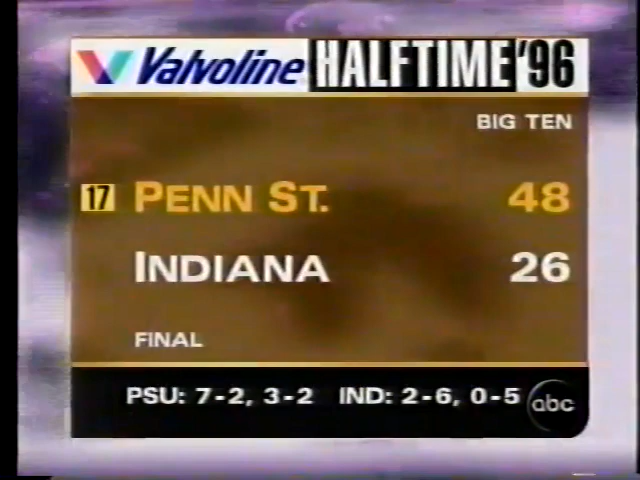 Valvoline HALFTIME '96
BIG TEN
17 PENN ST. 48
INDIANA 26
FINAL
PSU: 7-2, 3-2 IND: 2-6, 0-5 abc